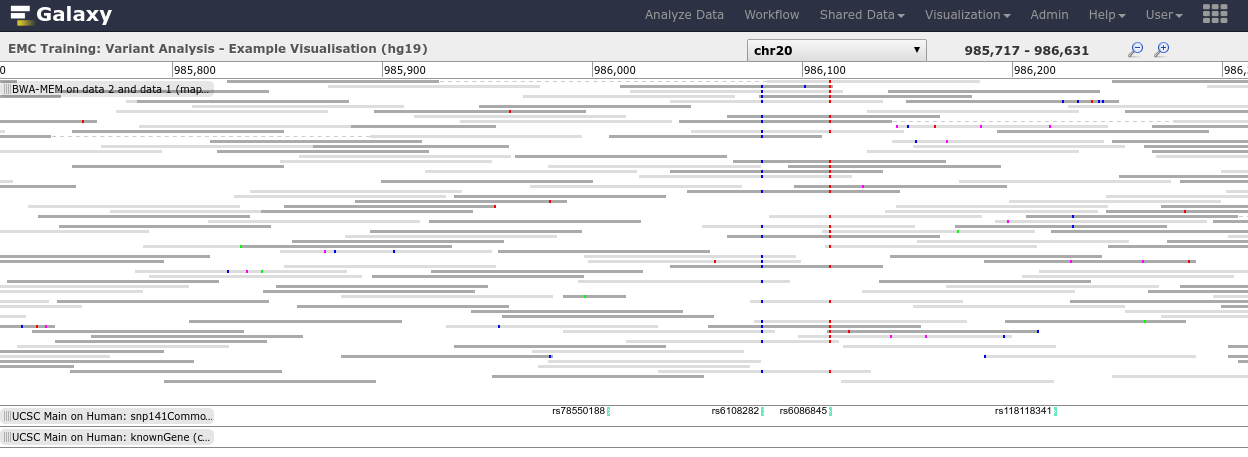 Galaxy Analyze Data Workflow Shared Data Visualization Admin Help User
EMC Training: Variant Analysis - Example Visualisation (hg19) chr20 985,717 - 986,631
0 985,800 985,900 986,000 986,100 986,200 986,
BWA-MEM on data 2 and data 1 (map...
UCSC Main on Human: snp141Commo... rs78550188 rs6108282 rs6086845 rs118118341
UCSC Main on Human: knownGene (c...